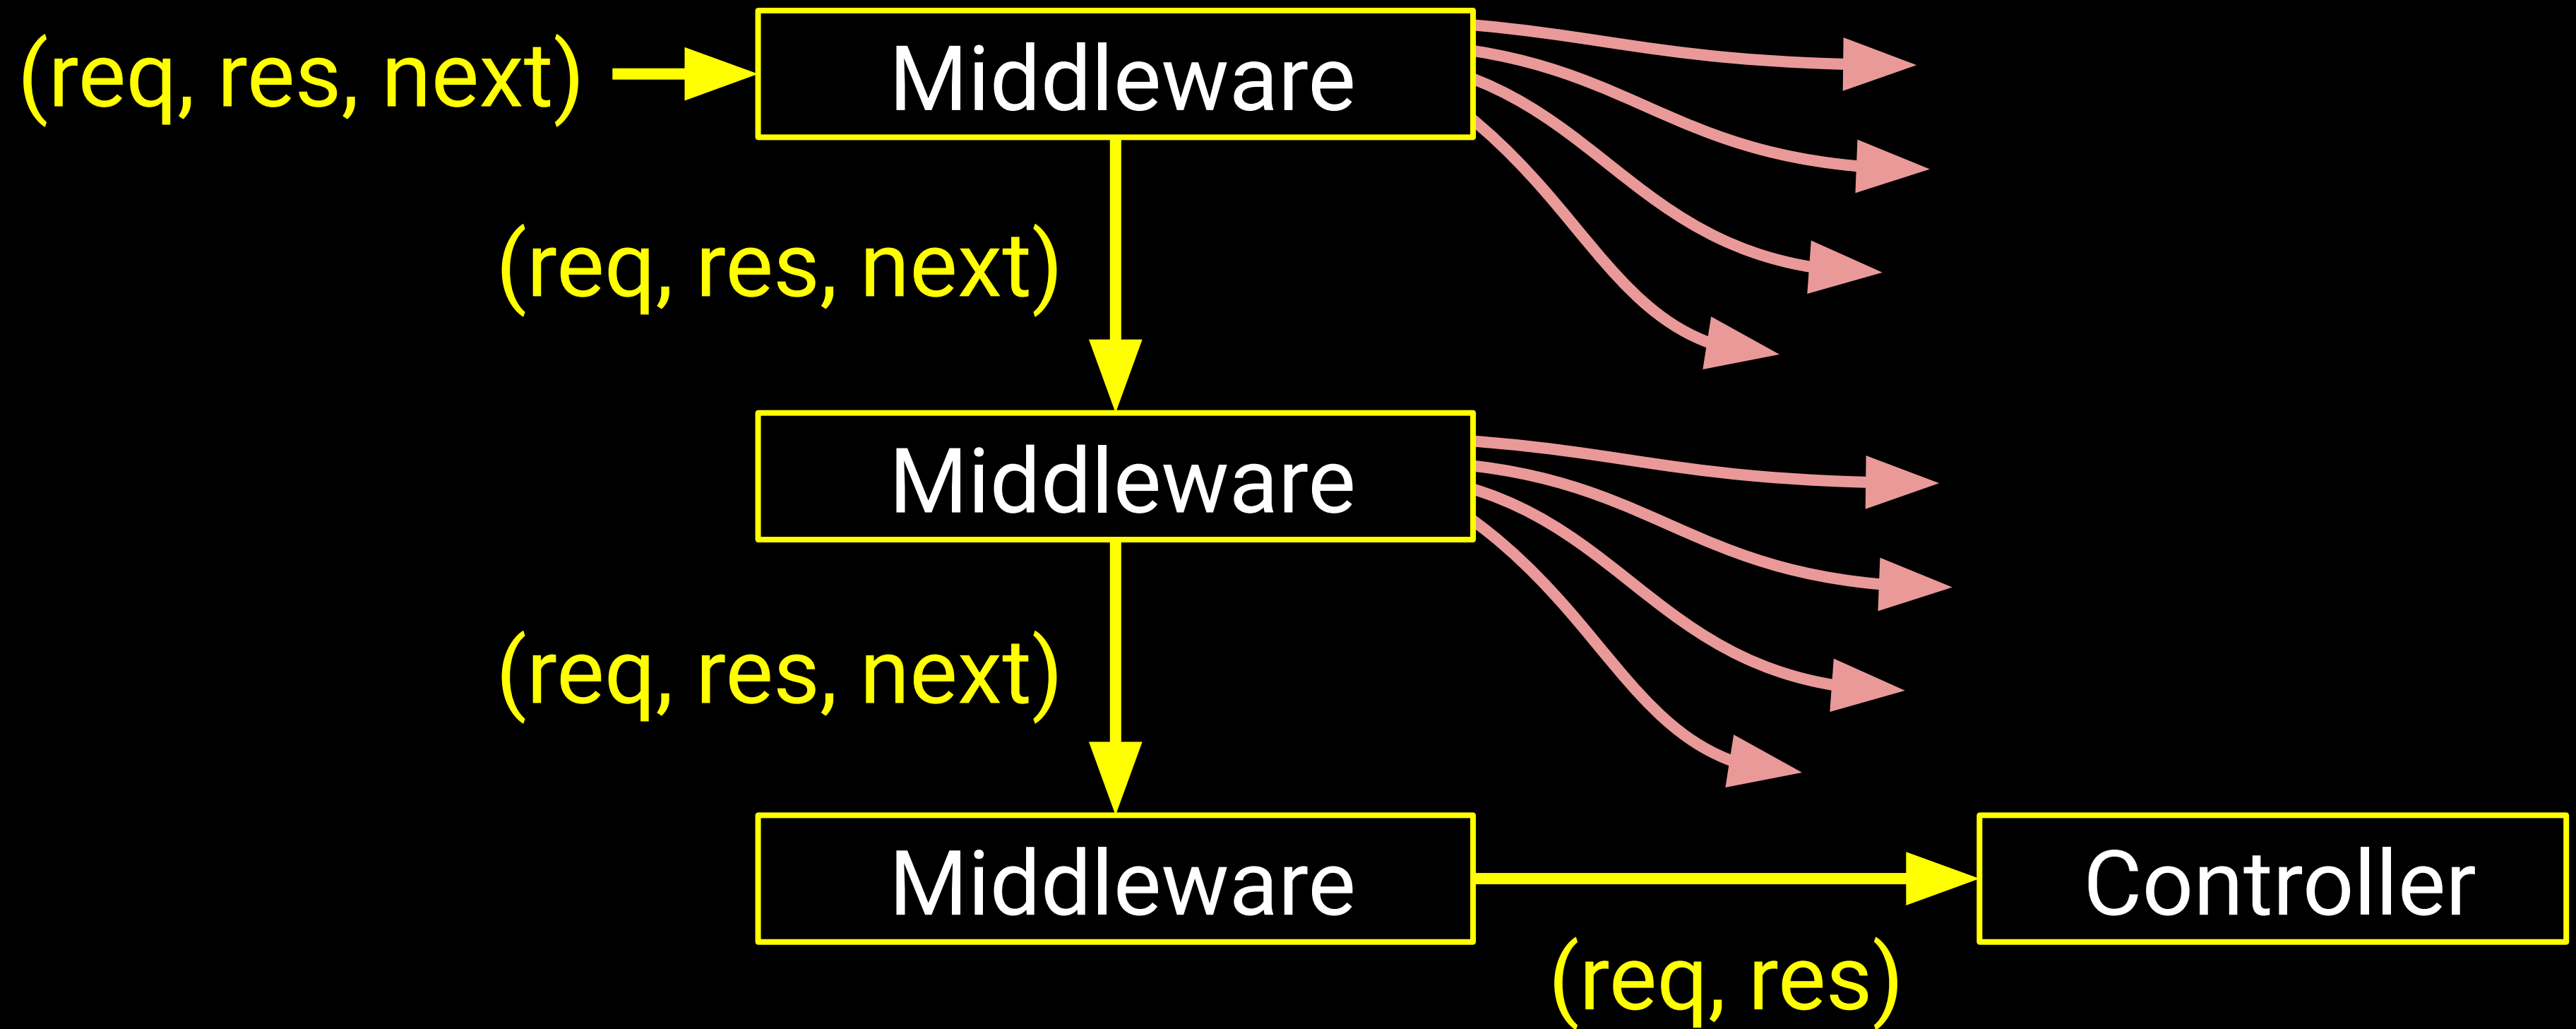 (req, res, next)
Middleware
(req, res, next)
Middleware
(req, res, next)
Middleware
Controller
(req, res)